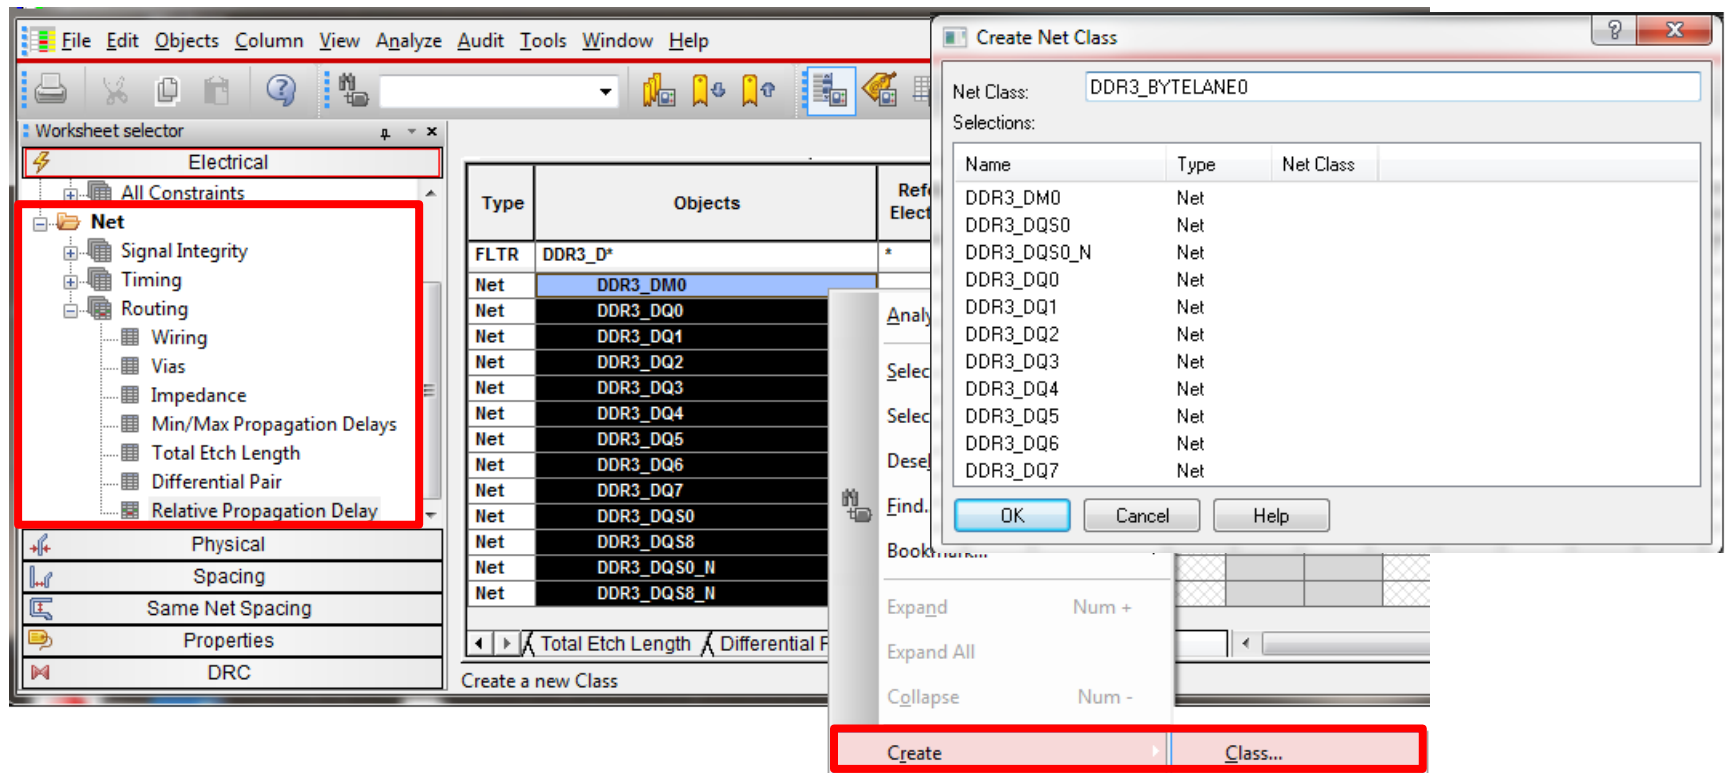 File Edit Objects Column View Analyze Audit Tools Window Help
Worksheet selector
Electrical
All Constraints
Net
Signal Integrity
Timing
Routing
Wiring
Vias
Impedance
Min/Max Propagation Delays
Total Etch Length
Differential Pair
Relative Propagation Delay
Physical
Spacing
Same Net Spacing
Properties
DRC
Type Objects
FLTR DDR3_D* *
Net DDR3_DM0
Net DDR3_DQ0
Net DDR3_DQ1
Net DDR3_DQ2
Net DDR3_DQ3
Net DDR3_DQ4
Net DDR3_DQ5
Net DDR3_DQ6
Net DDR3_DQ7
Net DDR3_DQS0
Net DDR3_DQS8
Net DDR3_DQS0_N
Net DDR3_DQS8_N
Total Etch Length Differential
Create a new Class
Find..
Expand Num +
Expand All
Collapse Num -
Create Class...
Create Net Class
Net Class: DDR3_BYTELANE0
Selections:
Name Type Net Class
DDR3_DM0 Net
DDR3_DQS0 Net
DDR3_DQS0_N Net
DDR3_DQ0 Net
DDR3_DQ1 Net
DDR3_DQ2 Net
DDR3_DQ3 Net
DDR3_DQ4 Net
DDR3_DQ5 Net
DDR3_DQ6 Net
DDR3_DQ7 Net
OK Cancel Help